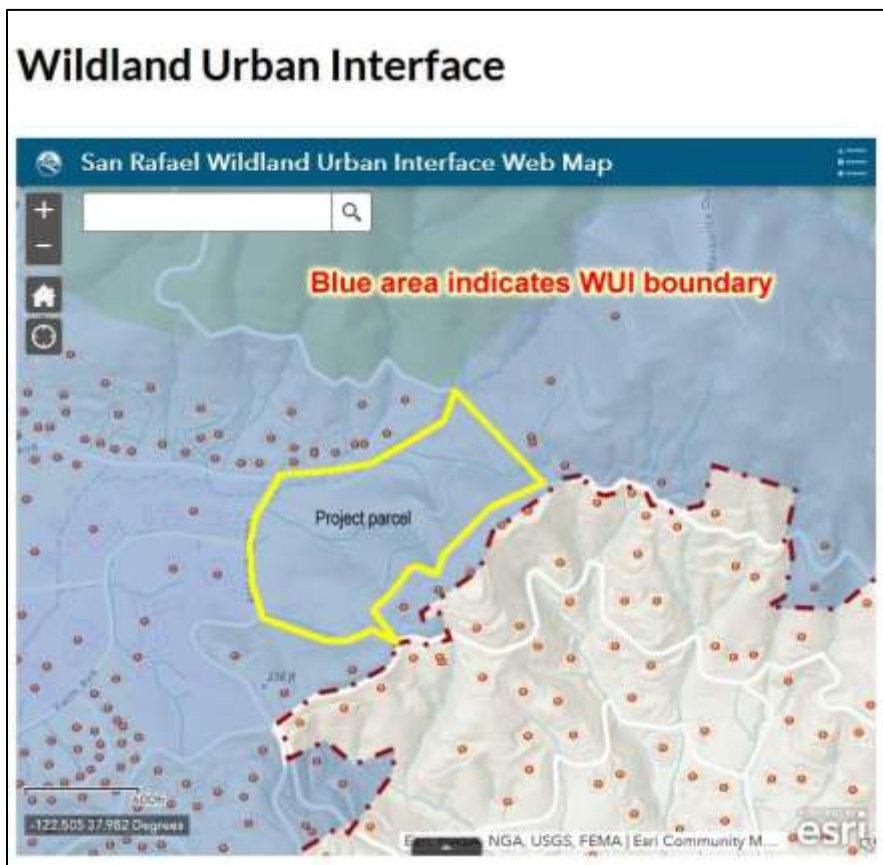 Wildland Urban Interface
San Rafael Wildland Urban Interface Web Map
+
Blue area indicates WUI boundary
−
Project parcel
600ft
-122.505 37.982 Degrees
NGA, USGS, FEMA | Esri Community M...
esri